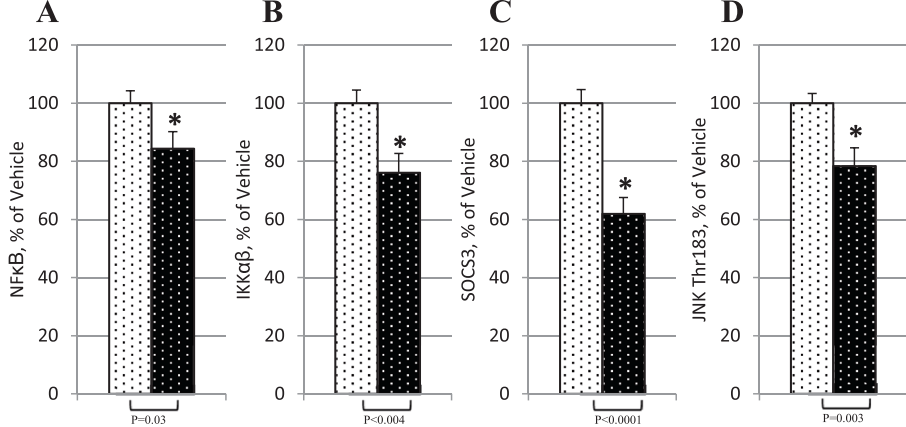 A
NFκB, % of Vehicle
120
100
80
60
40
20
0
*
P=0.03
B
IKKαβ, % of Vehicle
120
100
80
60
40
20
0
*
P<0.004
C
SOCS3, % of Vehicle
120
100
80
60
40
20
0
*
P<0.0001
D
JNK Thr183, % of Vehicle
120
100
80
60
40
20
0
*
P=0.003